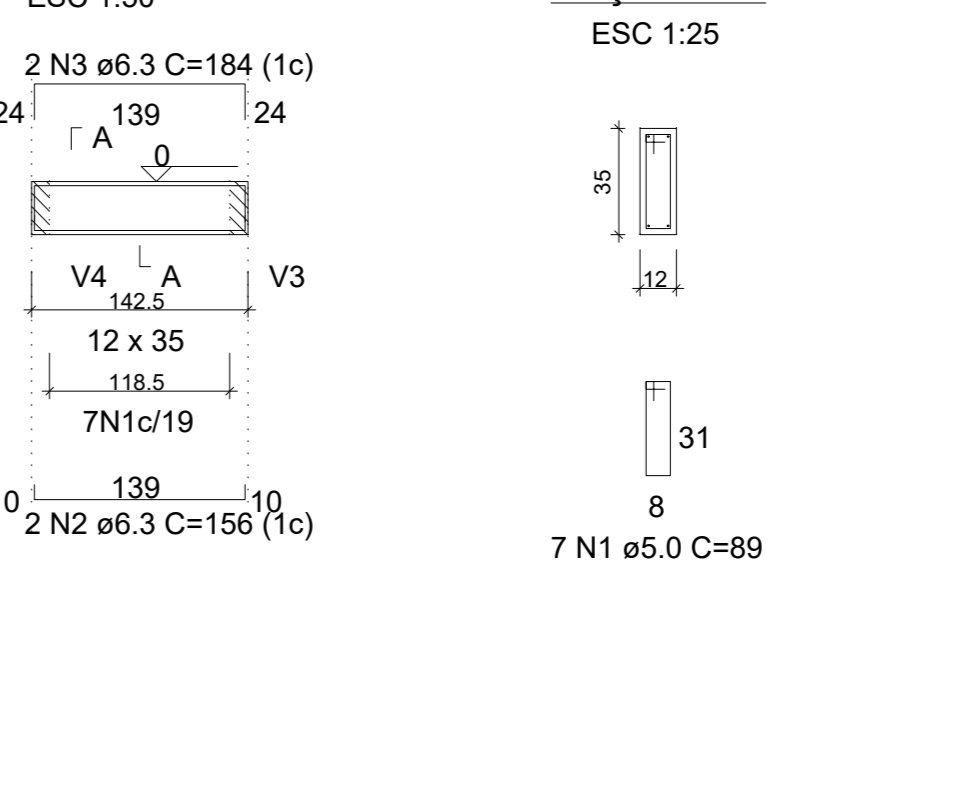 ESC 1:50
2 N3 ø6.3 C=184 (1c)
24
139
24
A
0
A
V4
V3
142.5
12 x 35
118.5
7N1c/19
139
10
2 N2 ø6.3 C=156 (1c)
ESC 1:25
35
12
31
8
7 N1 ø5.0 C=89